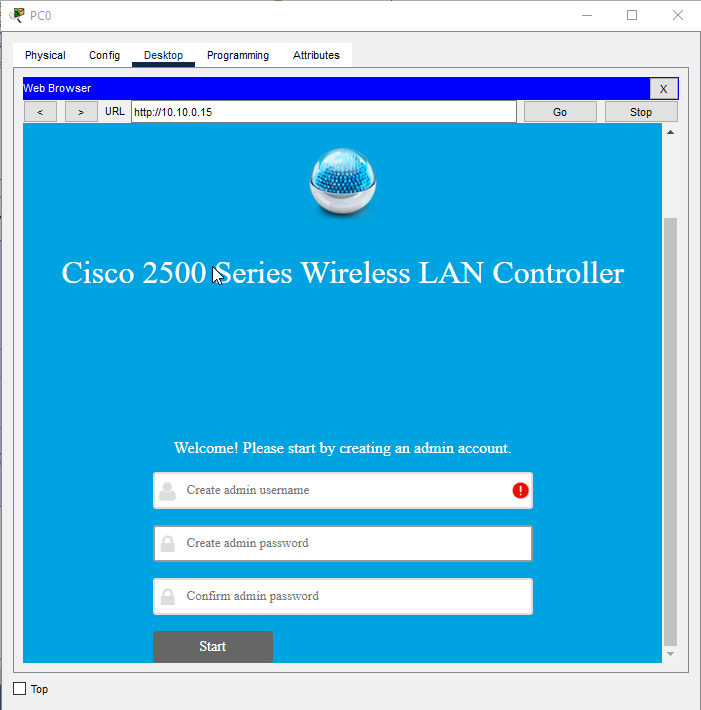 PC0
Physical Config Desktop Programming Attributes
Web Browser X
< > URL http://10.10.0.15 Go Stop
Cisco 2500 Series Wireless LAN Controller
Welcome! Please start by creating an admin account.
Create admin username
Create admin password
Confirm admin password
Start
Top